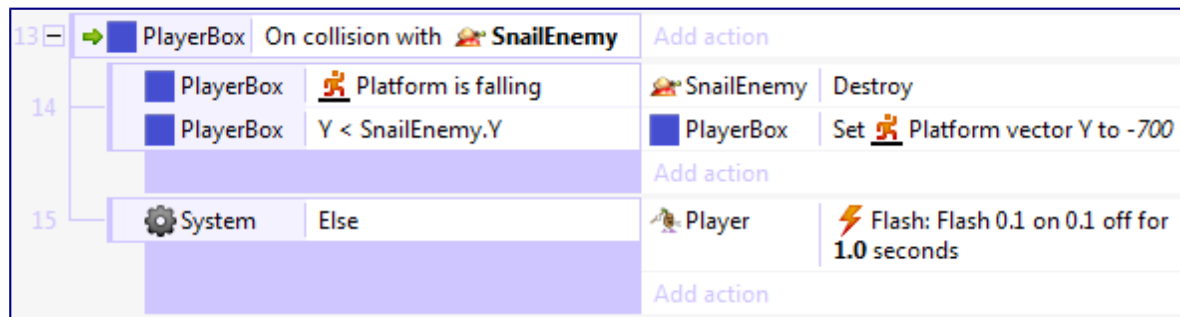 13 PlayerBox On collision with SnailEnemy Add action
14 PlayerBox Platform is falling SnailEnemy Destroy
PlayerBox Y < SnailEnemy.Y PlayerBox Set Platform vector Y to -700
Add action
15 System Else Player Flash: Flash 0.1 on 0.1 off for
1.0 seconds
Add action